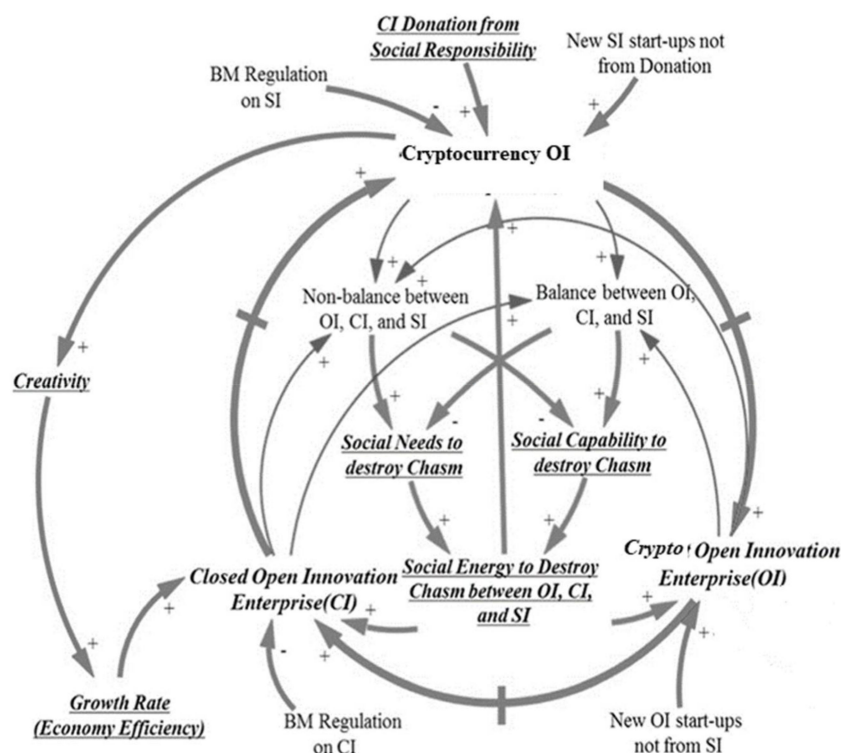 CI Donation from
Social Responsibility
New SI start-ups not
from Donation
BM Regulation
on SI
-
+
+
Cryptocurrency OI
+
+
+
+
+
Non-balance between
OI, CI, and SI
Balance between OI,
CI, and SI
+
+
+
+
Creativity
+
-
-
+
Social Needs to
destroy Chasm
Social Capability to
destroy Chasm
+
+
+
Closed Open Innovation
Enterprise(CI)
Social Energy to Destroy
Chasm between OI, CI,
and SI
Crypto Open Innovation
Enterprise(OI)
+
+
+
+
-
+
+
Growth Rate
(Economy Efficiency)
BM Regulation
on CI
New OI start-ups
not from SI